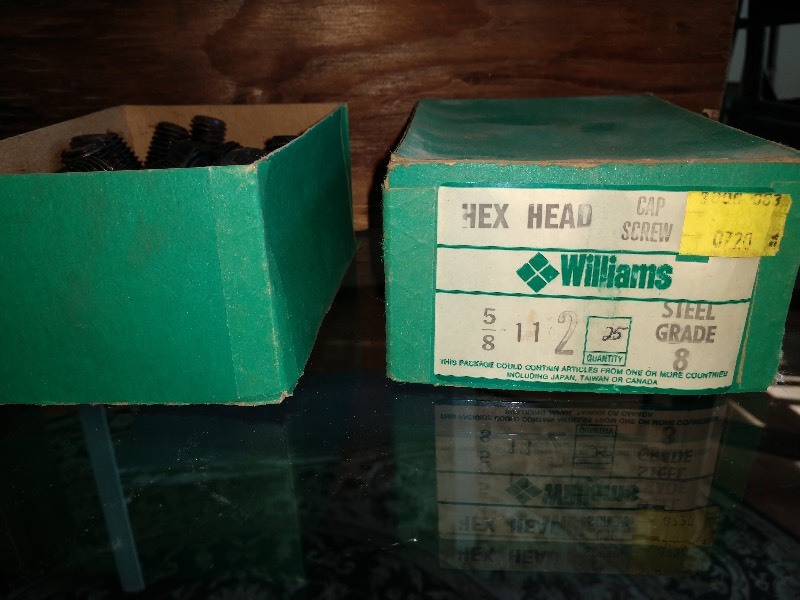 HEX HEAD CAP SCREW
0720
Williams
5/8 11 2 25 QUANTITY
STEEL GRADE 8
THIS PACKAGE COULD CONTAIN ARTICLES FROM ONE OR MORE COUNTRIES
INCLUDING JAPAN, TAIWAN OR CANADA